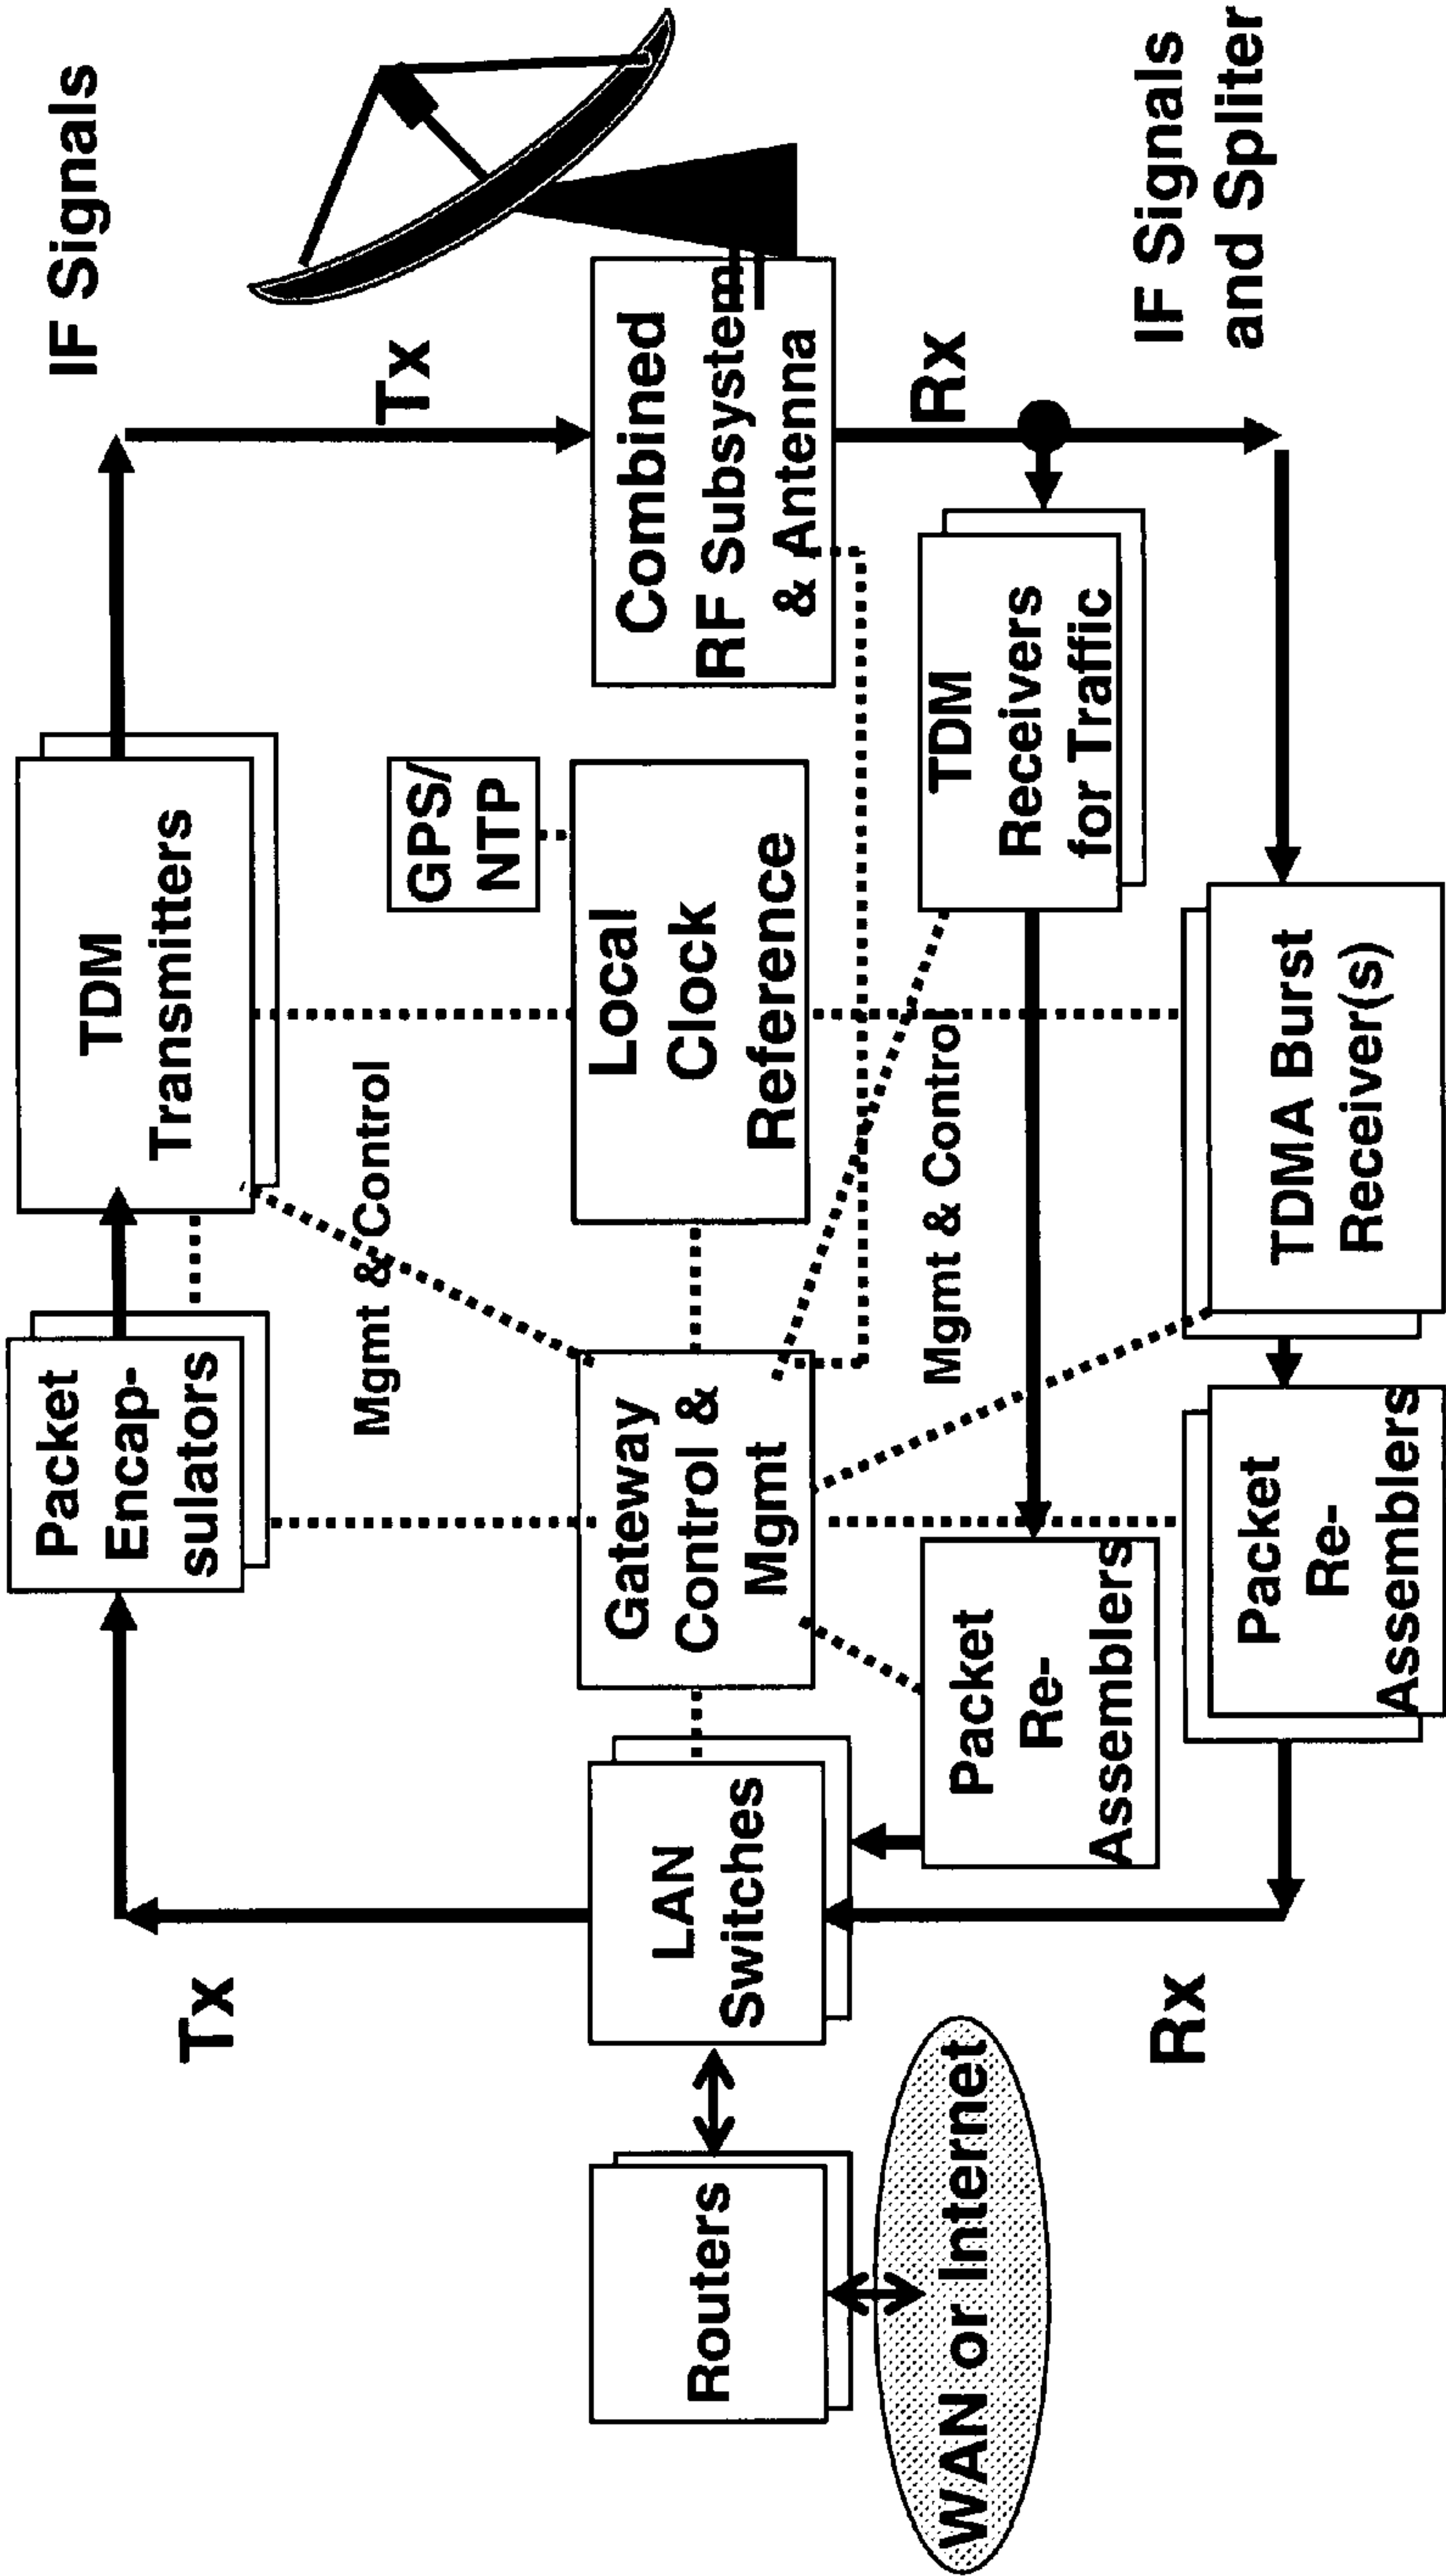 IF Signals
Packet
Encap-
sulators
TDM
Transmitters
Tx
Tx
Mgmt & Control
GPS/
NTP
Routers
LAN
Switches
Gateway
Control &
Mgmt
Local
Clock
Reference
Combined
RF Subsystem
& Antenna
WAN or Internet
Packet
Re-
Assemblers
Mgmt & Control
TDM
Receivers
for Traffic
Rx
Rx
Packet
Re-
Assemblers
TDMA Burst
Receiver(s)
IF Signals
and Spliter